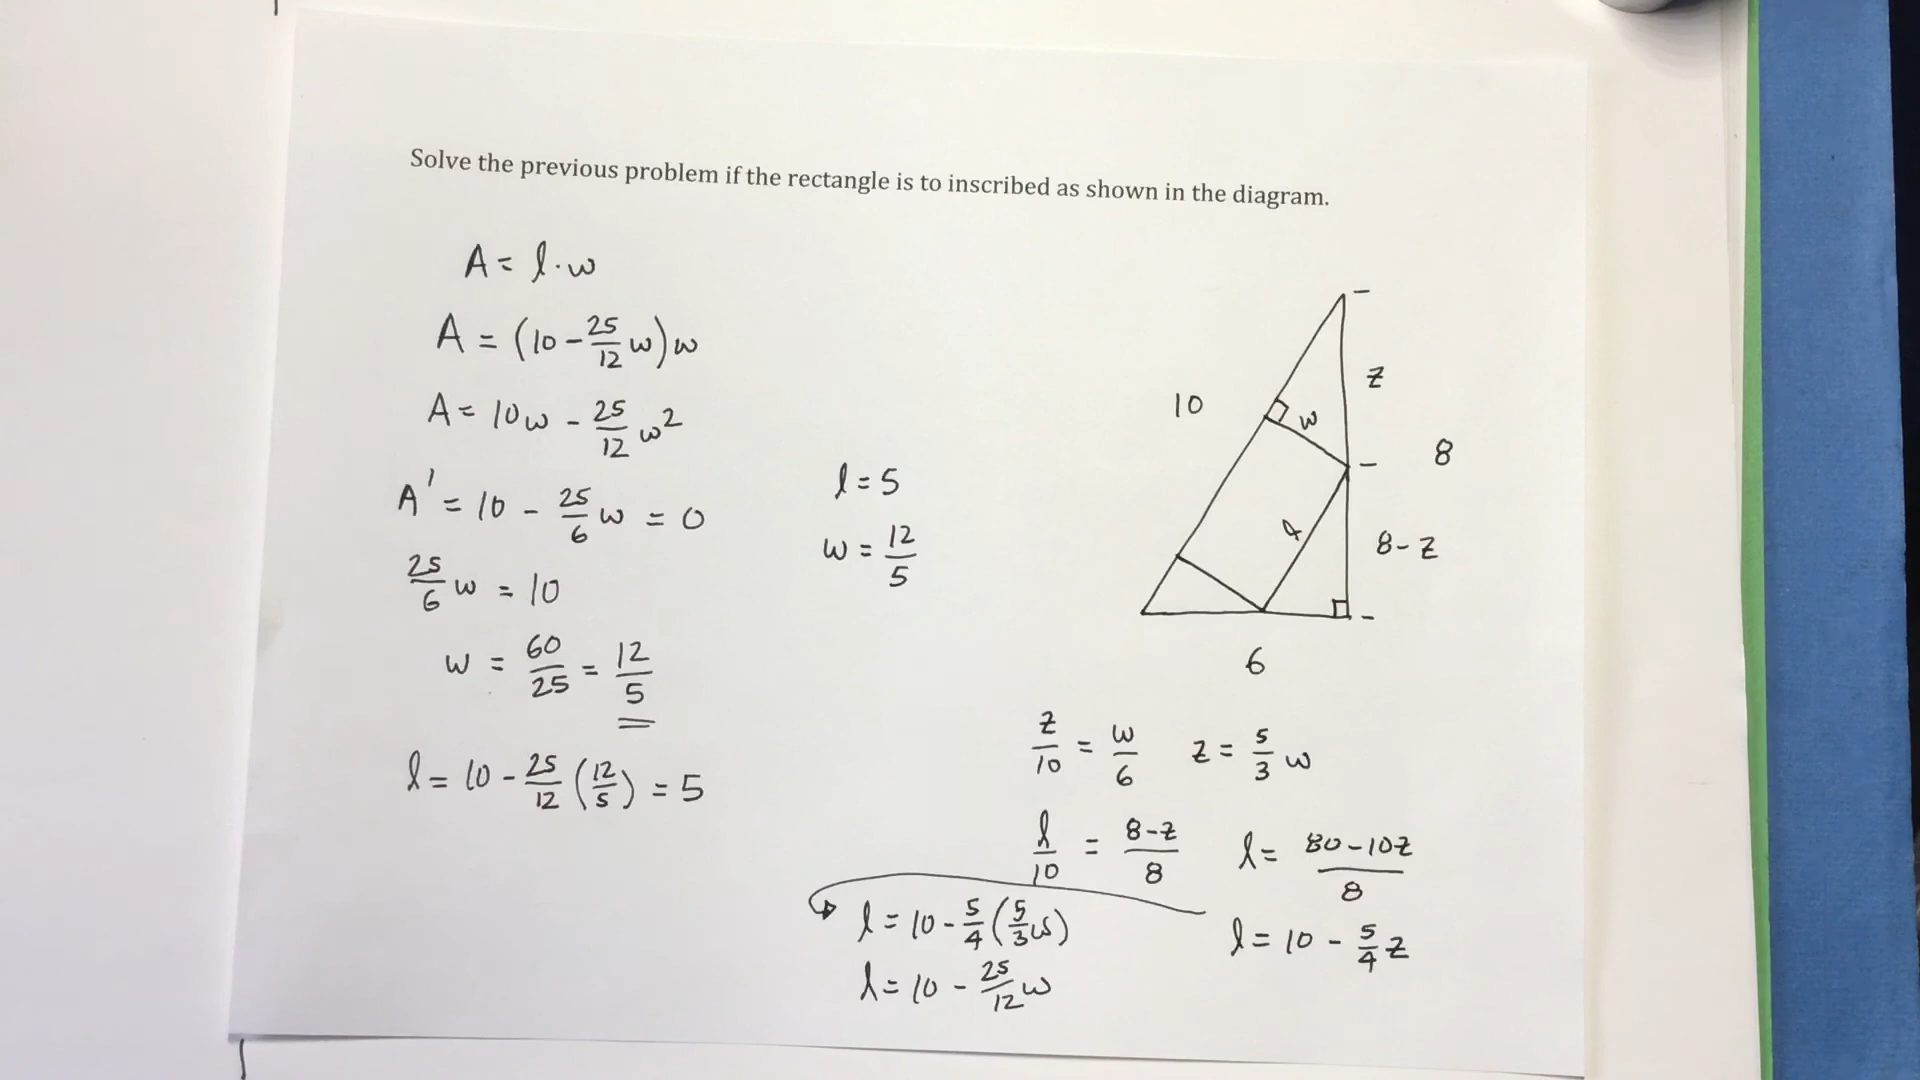 Solve the previous problem if the rectangle is to inscribed as shown in the diagram.
A = l · w
A = (10 - 25/12 w) w
A = 10w - 25/12 w²
A' = 10 - 25/6 w = 0
25/6 w = 10
w = 60/25 = 12/5
l = 10 - 25/12 (12/5) = 5
l = 5
w = 12/5
10
w
z
8
8-z
6
z/10 = w/6 z = 5/3 w
l/10 = 8-z/8 l = 80-10z/8
l = 10 - 5/4 z
l = 10 - 5/4 (5/3 w)
l = 10 - 25/12 w